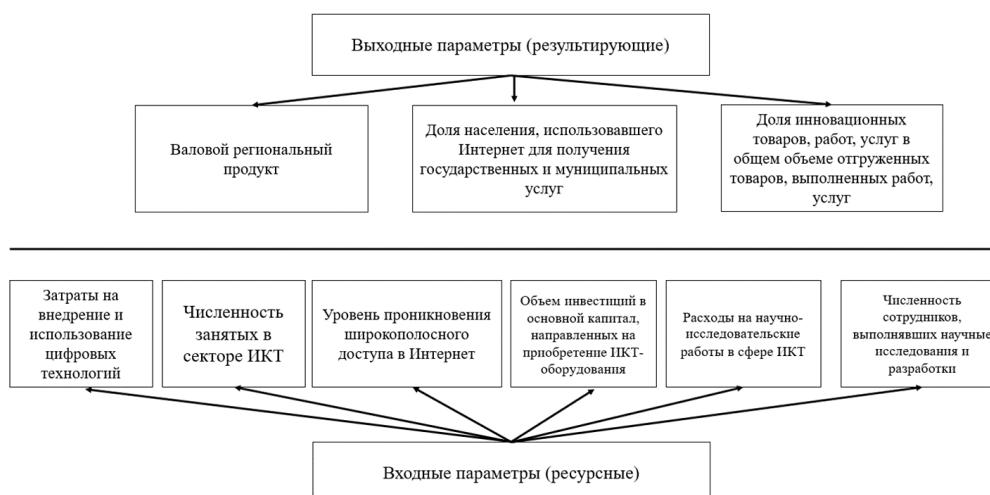 Выходные параметры (результирующие)
Валовой региональный
продукт
Доля населения, использовавшего
Интернет для получения
государственных и муниципальных
услуг
Доля инновационных
товаров, работ, услуг в
общем объеме отгруженных
товаров, выполненных работ,
услуг
Затраты на
внедрение и
использование
цифровых
технологий
Численность
занятых в
секторе ИКТ
Уровень проникновения
широкополосного
доступа в Интернет
Объем инвестиций в
основной капитал,
направленных на
приобретение ИКТ-
оборудования
Расходы на научно-
исследовательские
работы в сфере ИКТ
Численность
сотрудников,
выполнявших научные
исследования и
разработки
Входные параметры (ресурсные)